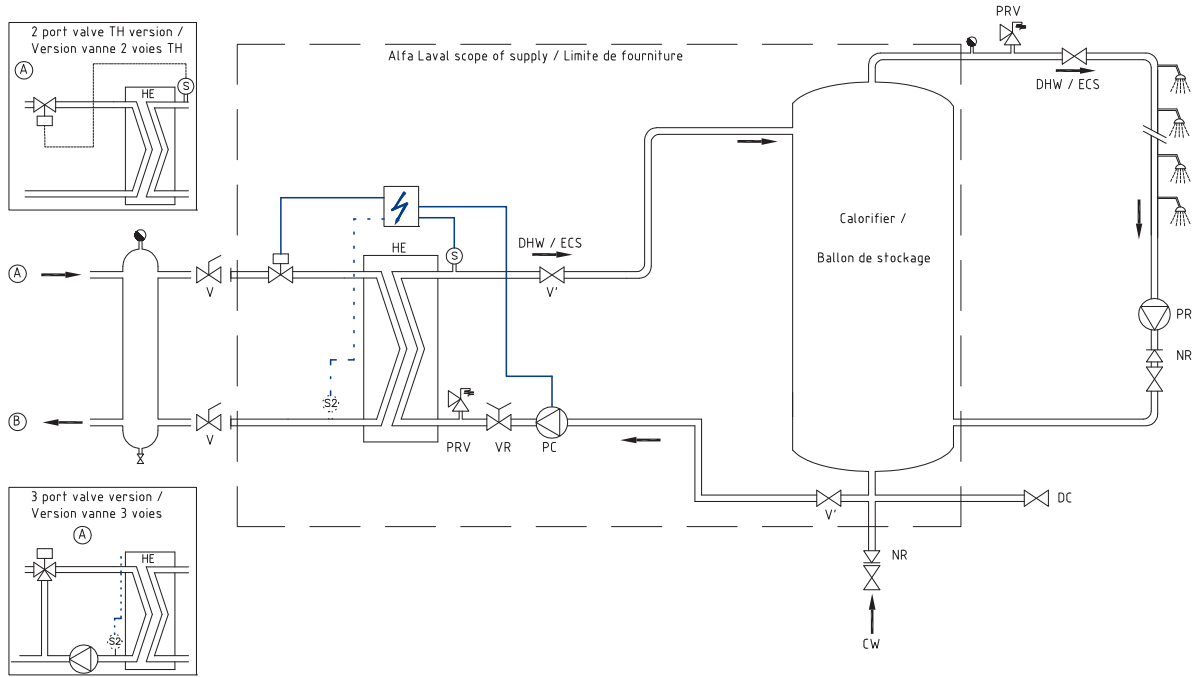 2 port valve TH version /
Version vanne 2 voies TH
A
HE
S
Alfa Laval scope of supply / Limite de fourniture
PRV
DHW / ECS
Calorifier /
Ballon de stockage
HE
S
DHW / ECS
A
V
V'
S2
B
V
PRV
VR
PC
PR
NR
V'
DC
NR
CW
3 port valve version /
Version vanne 3 voies
A
HE
S2